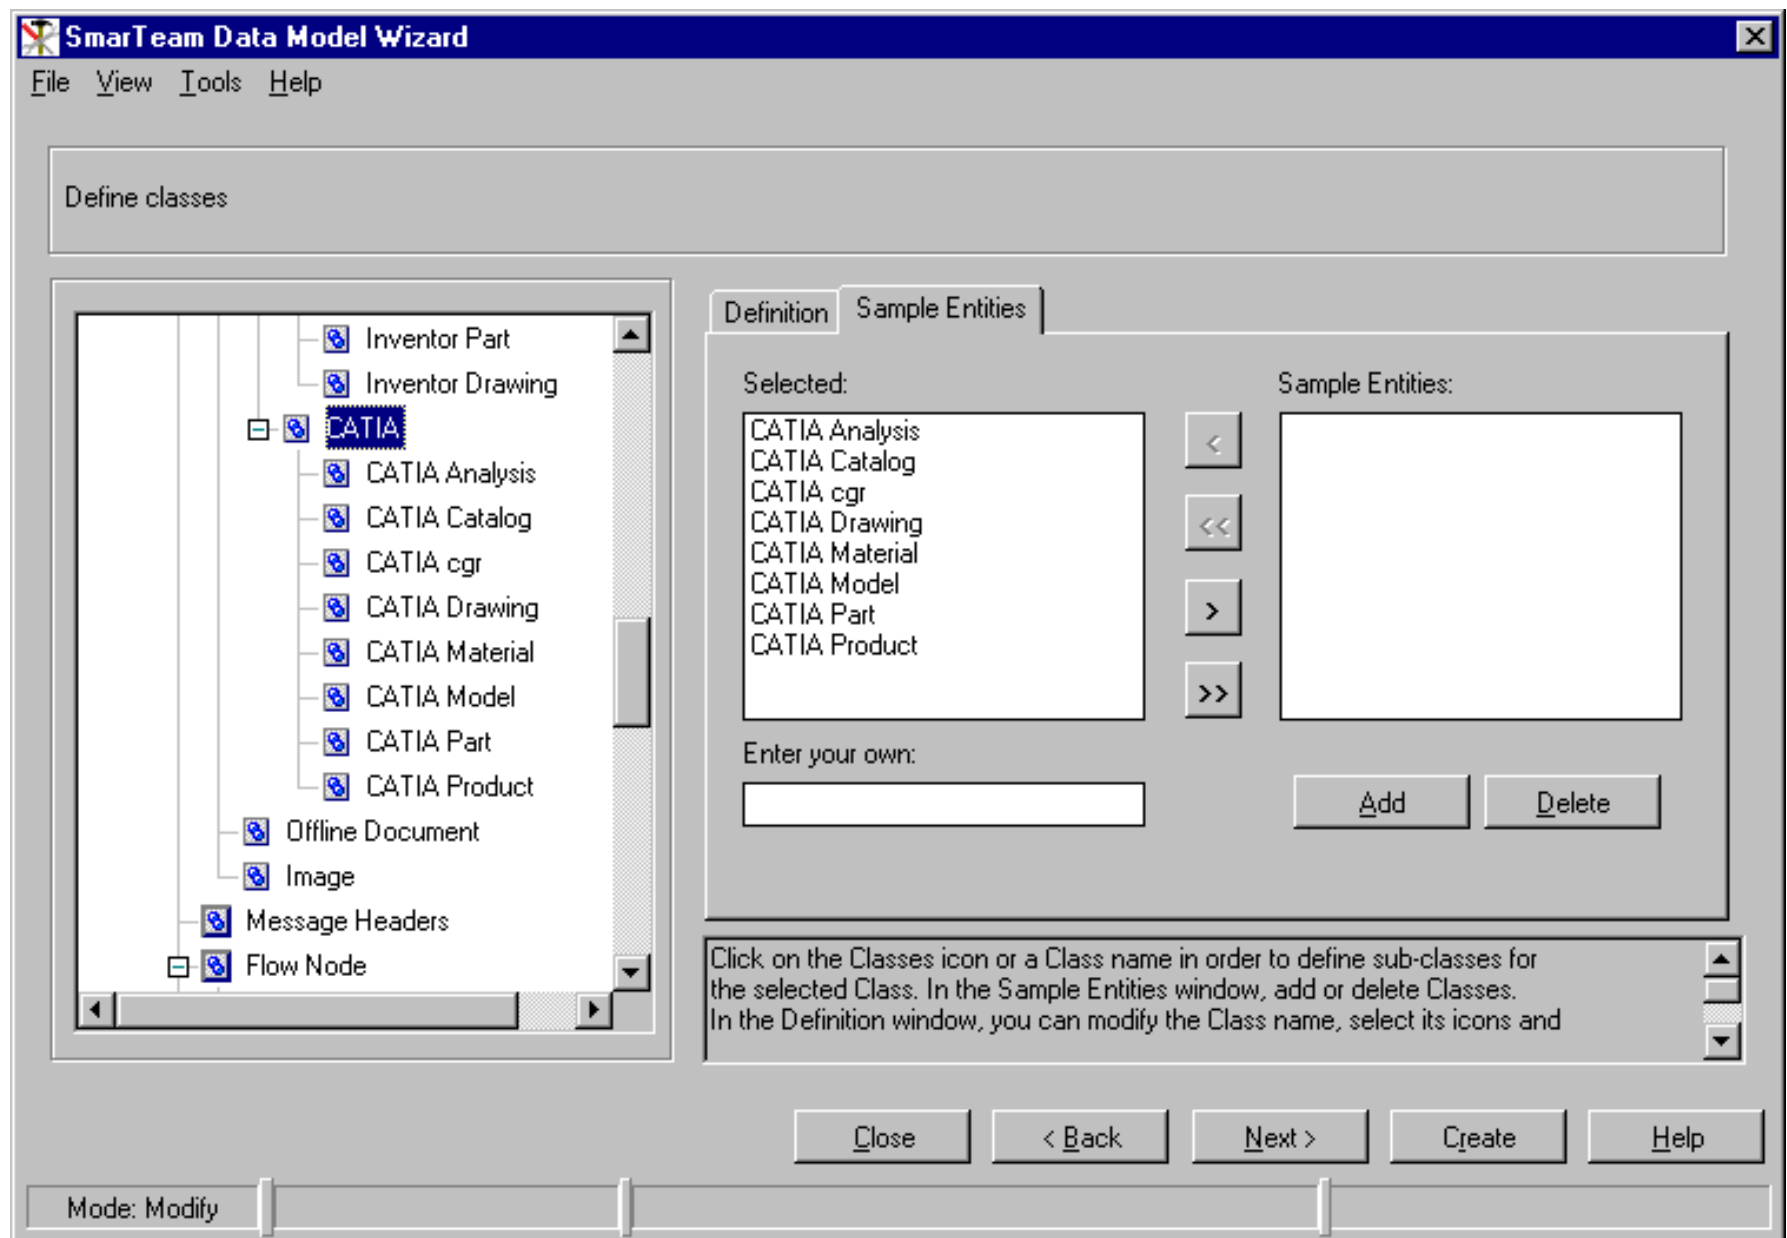 SmarTeam Data Model Wizard
File View Tools Help
Define classes
Inventor Part
Inventor Drawing
CATIA
CATIA Analysis
CATIA Catalog
CATIA cgr
CATIA Drawing
CATIA Material
CATIA Model
CATIA Part
CATIA Product
Offline Document
Image
Message Headers
Flow Node
Definition Sample Entities
Selected:
CATIA Analysis
CATIA Catalog
CATIA cgr
CATIA Drawing
CATIA Material
CATIA Model
CATIA Part
CATIA Product
<
<<
>
>>
Sample Entities:
Enter your own:
Add Delete
Click on the Classes icon or a Class name in order to define sub-classes for
the selected Class. In the Sample Entities window, add or delete Classes.
In the Definition window, you can modify the Class name, select its icons and
Close < Back Next > Create Help
Mode: Modify